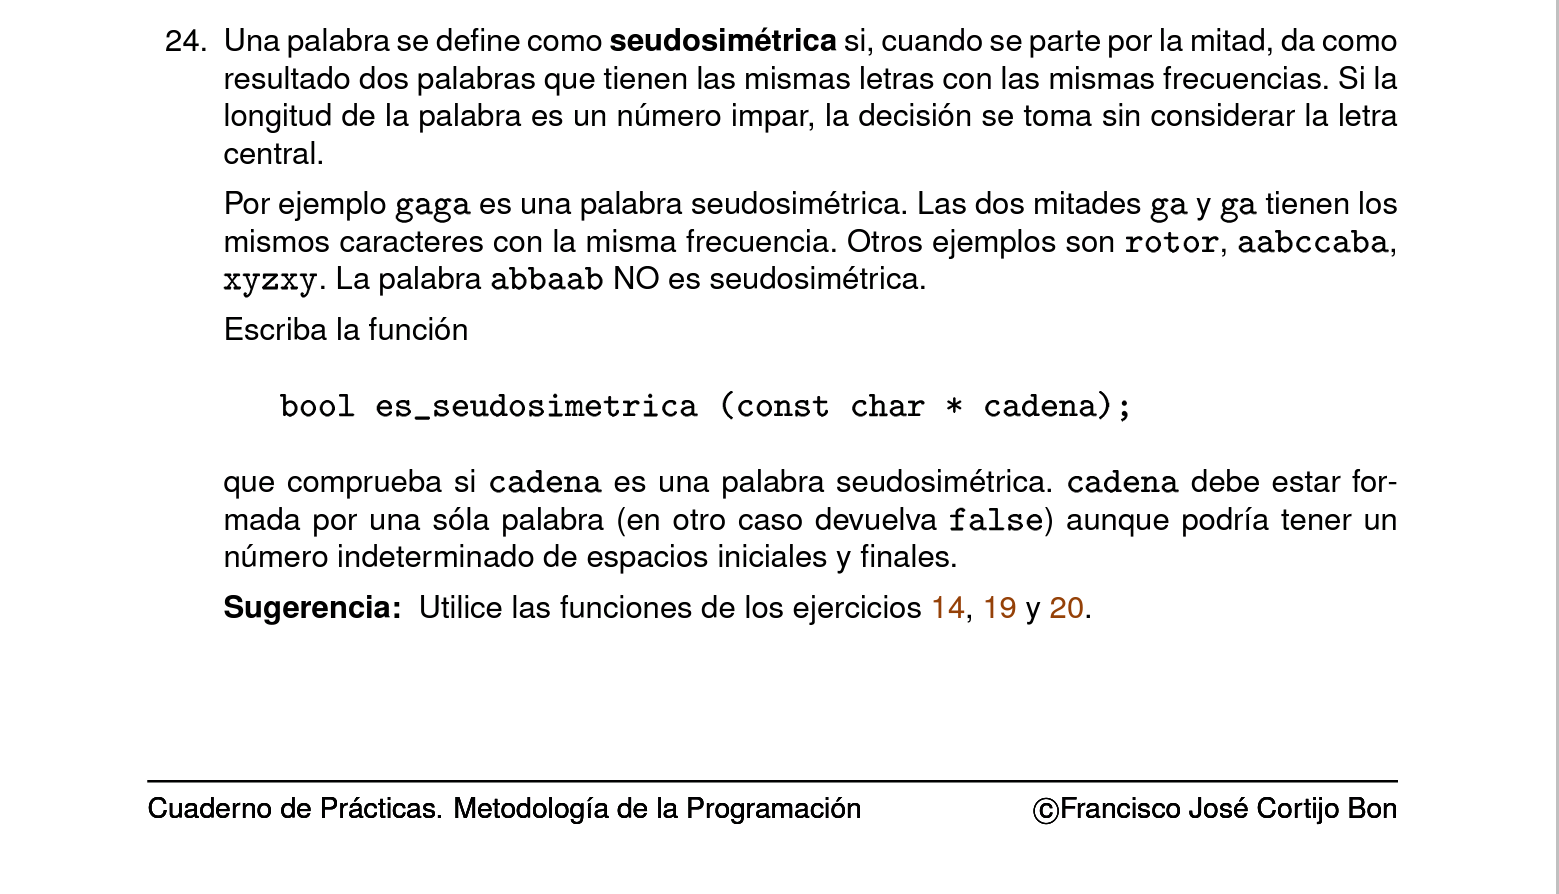 24. Una palabra se define como seudosimétrica si, cuando se parte por la mitad, da como
resultado dos palabras que tienen las mismas letras con las mismas frecuencias. Si la
longitud de la palabra es un número impar, la decisión se toma sin considerar la letra
central.
Por ejemplo gaga es una palabra seudosimétrica. Las dos mitades ga y ga tienen los
mismos caracteres con la misma frecuencia. Otros ejemplos son rotor, aabccaba,
xyzxy. La palabra abbaab NO es seudosimétrica.
Escriba la función
bool es_seudosimetrica (const char * cadena);
que comprueba si cadena es una palabra seudosimétrica. cadena debe estar for-
mada por una sóla palabra (en otro caso devuelva false) aunque podría tener un
número indeterminado de espacios iniciales y finales.
Sugerencia: Utilice las funciones de los ejercicios 14, 19 y 20.
Cuaderno de Prácticas. Metodología de la Programación ©Francisco José Cortijo Bon